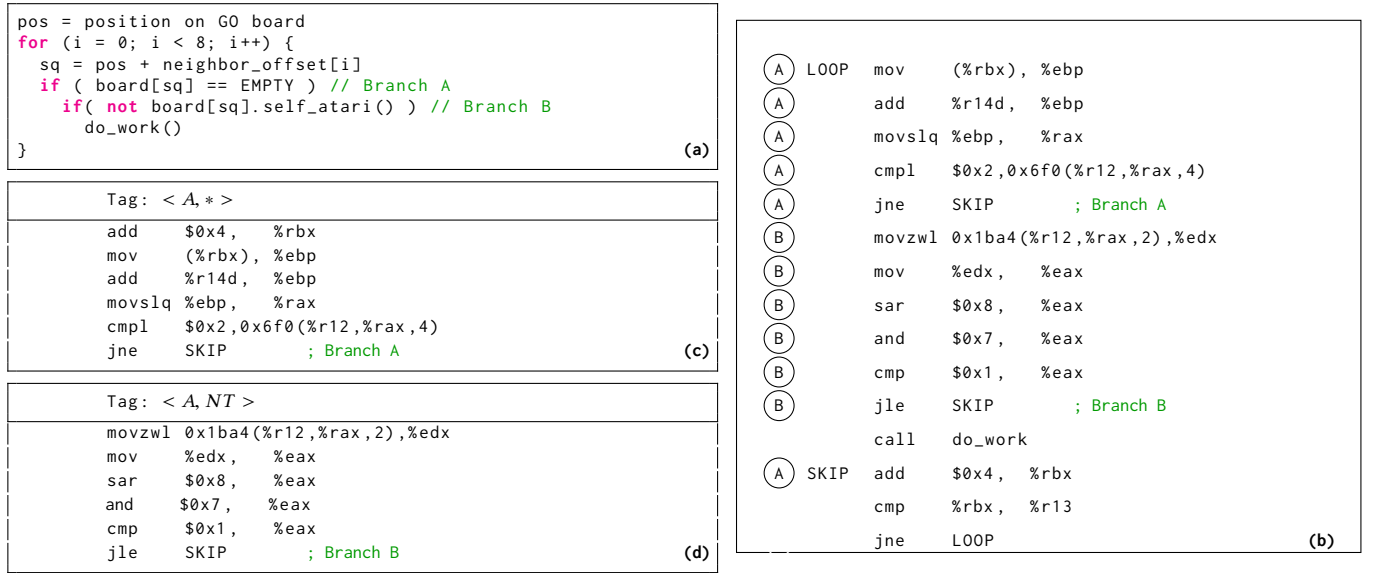 pos = position on GO board
for (i = 0; i < 8; i++) {
  sq = pos + neighbor_offset[i]
  if ( board[sq] == EMPTY ) // Branch A
    if( not board[sq].self_atari() ) // Branch B
      do_work()
}
(a)
Tag: < A, * >
add $0x4, %rbx
mov (%rbx), %ebp
add %r14d, %ebp
movslq %ebp, %rax
cmpl $0x2,0x6f0(%r12,%rax,4)
jne SKIP ; Branch A
(c)
Tag: < A, NT >
movzwl 0x1ba4(%r12,%rax,2),%edx
mov %edx, %eax
sar $0x8, %eax
and $0x7, %eax
cmp $0x1, %eax
jle SKIP ; Branch B
(d)
A LOOP mov (%rbx), %ebp
A add %r14d, %ebp
A movslq %ebp, %rax
A cmpl $0x2,0x6f0(%r12,%rax,4)
A jne SKIP ; Branch A
B movzwl 0x1ba4(%r12,%rax,2),%edx
B mov %edx, %eax
B sar $0x8, %eax
B and $0x7, %eax
B cmp $0x1, %eax
B jle SKIP ; Branch B
call do_work
A SKIP add $0x4, %rbx
cmp %rbx, %r13
jne LOOP
(b)